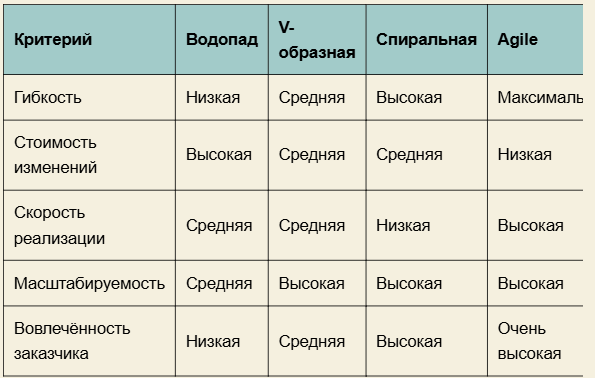 Критерий Водопад V-образная Спиральная Agile
Гибкость Низкая Средняя Высокая Максималь
Стоимость изменений Высокая Средняя Средняя Низкая
Скорость реализации Средняя Средняя Низкая Высокая
Масштабируемость Средняя Высокая Высокая Высокая
Вовлечённость заказчика Низкая Средняя Высокая Очень высокая